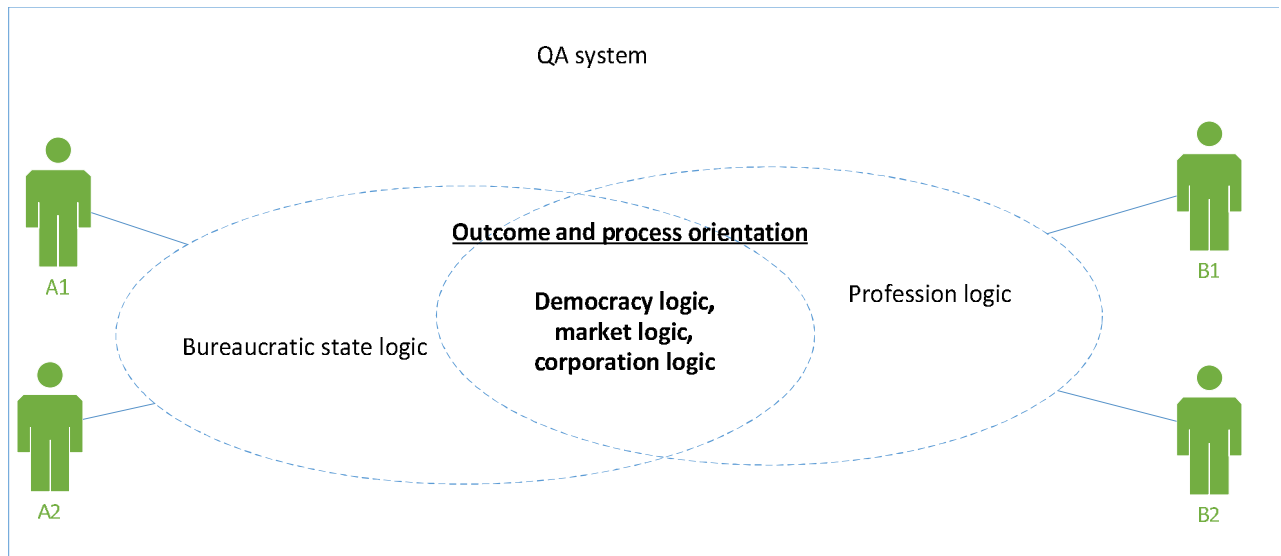 QA system
A1
B1
Outcome and process orientation
Democracy logic,
market logic,
corporation logic
Profession logic
Bureaucratic state logic
A2
B2